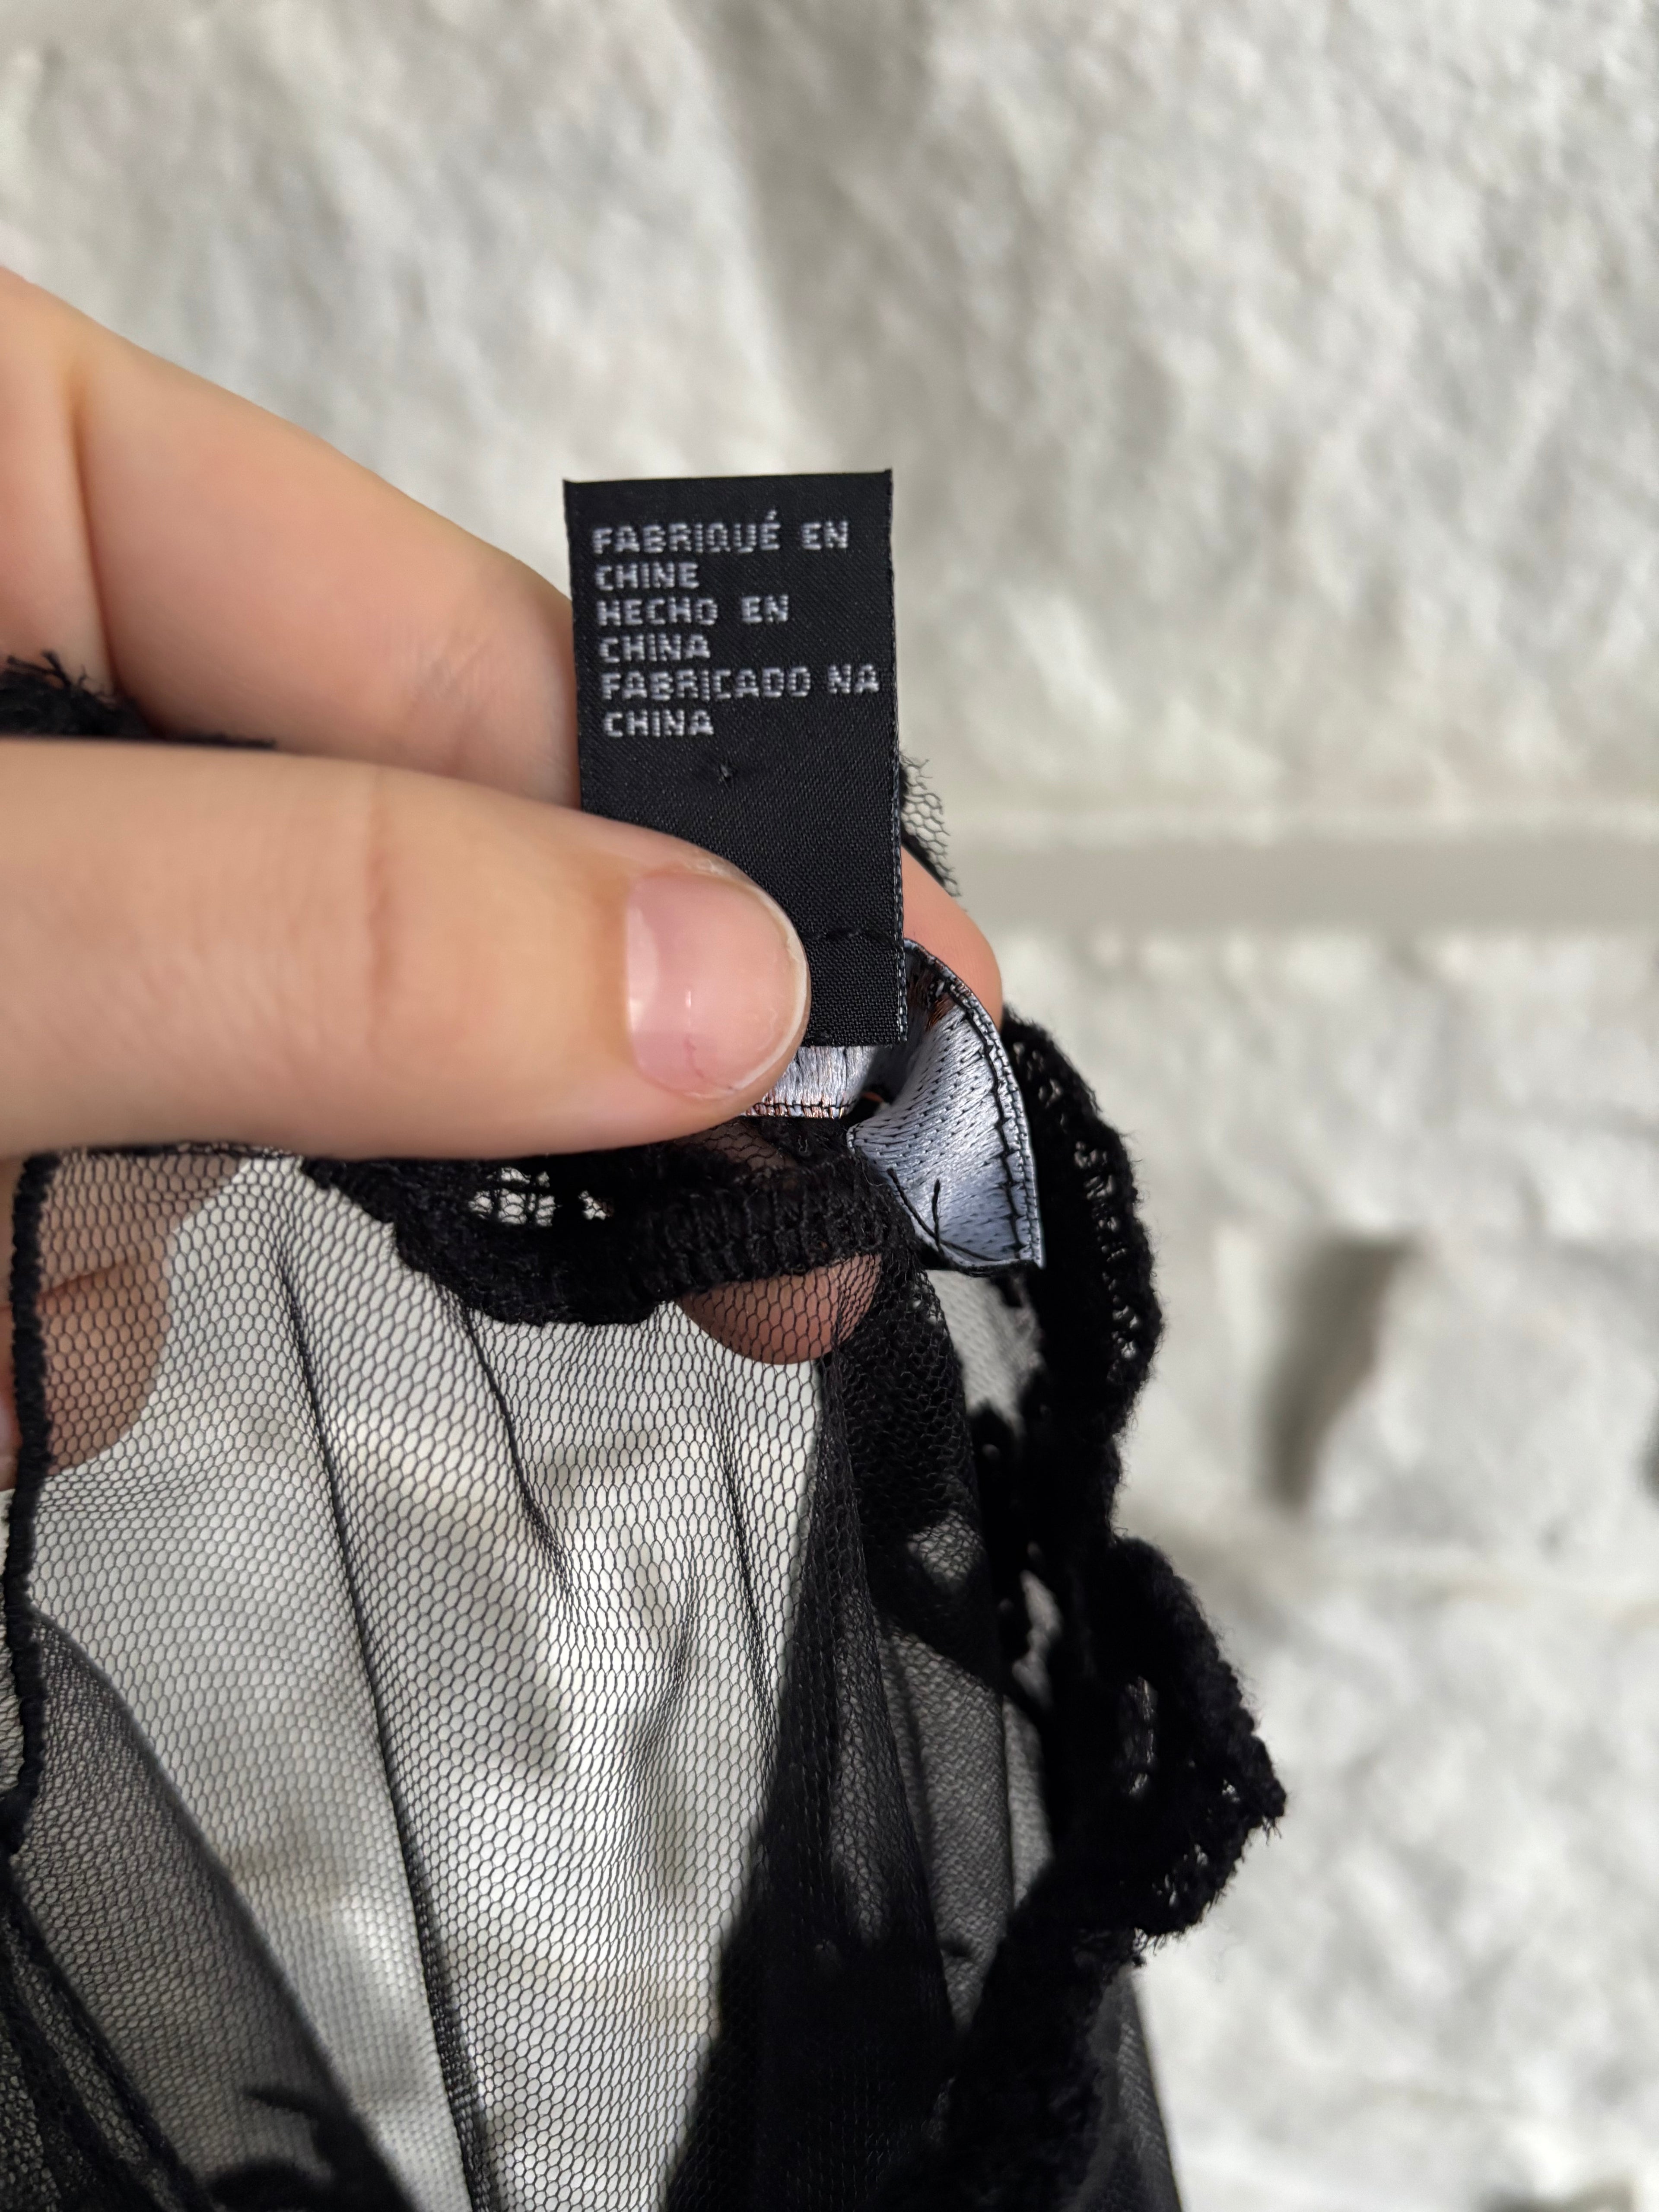 FABRIQUÉ EN
CHINE
HECHO EN
CHINA
FABRICADO NA
CHINA